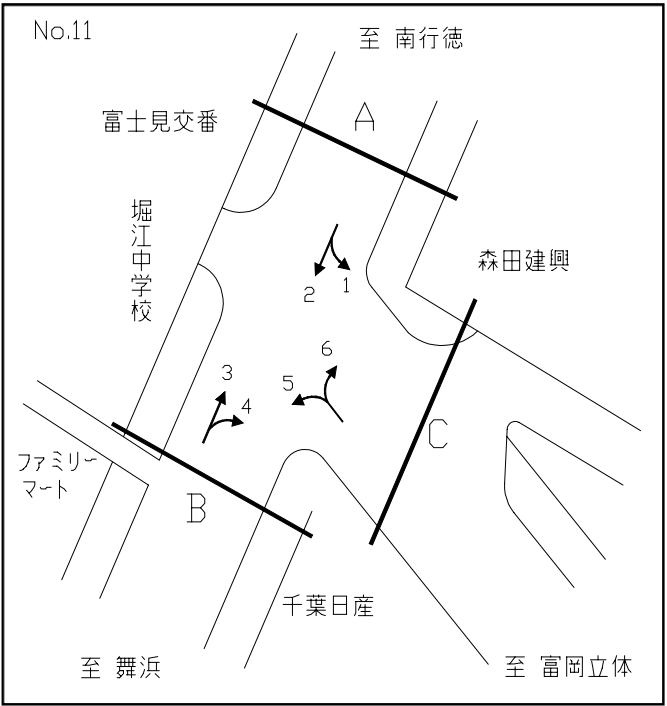 No.11
至 南行徳
富士見交番
A
堀江中学校
森田建興
2
1
6
3
5
4
C
ファミリー
マート
B
千葉日産
至 舞浜
至 富岡立体